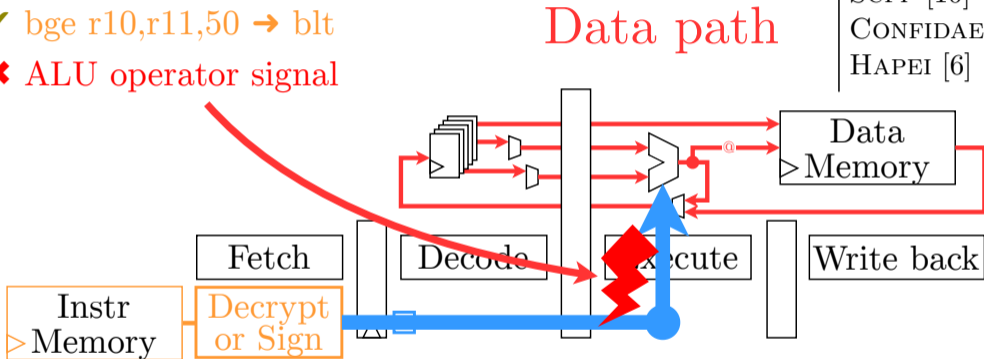 ✔ bge r10,r11,50 ➜ blt
✖ ALU operator signal
Data path
CONFIDAE
HAPEI [6]
Data
Memory
@
Fetch
Decode
Execute
Write back
Instr
Memory
Decrypt
or Sign